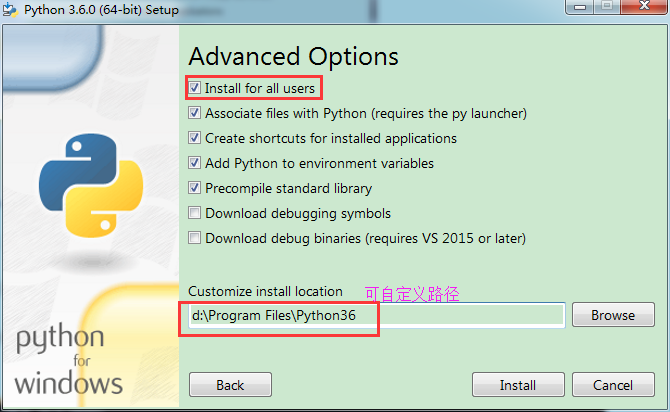 Python 3.6.0 (64-bit) Setup
Advanced Options
Install for all users
Associate files with Python (requires the py launcher)
Create shortcuts for installed applications
Add Python to environment variables
Precompile standard library
Download debugging symbols
Download debug binaries (requires VS 2015 or later)
Customize install location 可自定义路径
d:\Program Files\Python36
Browse
python
for
windows
Back
Install
Cancel